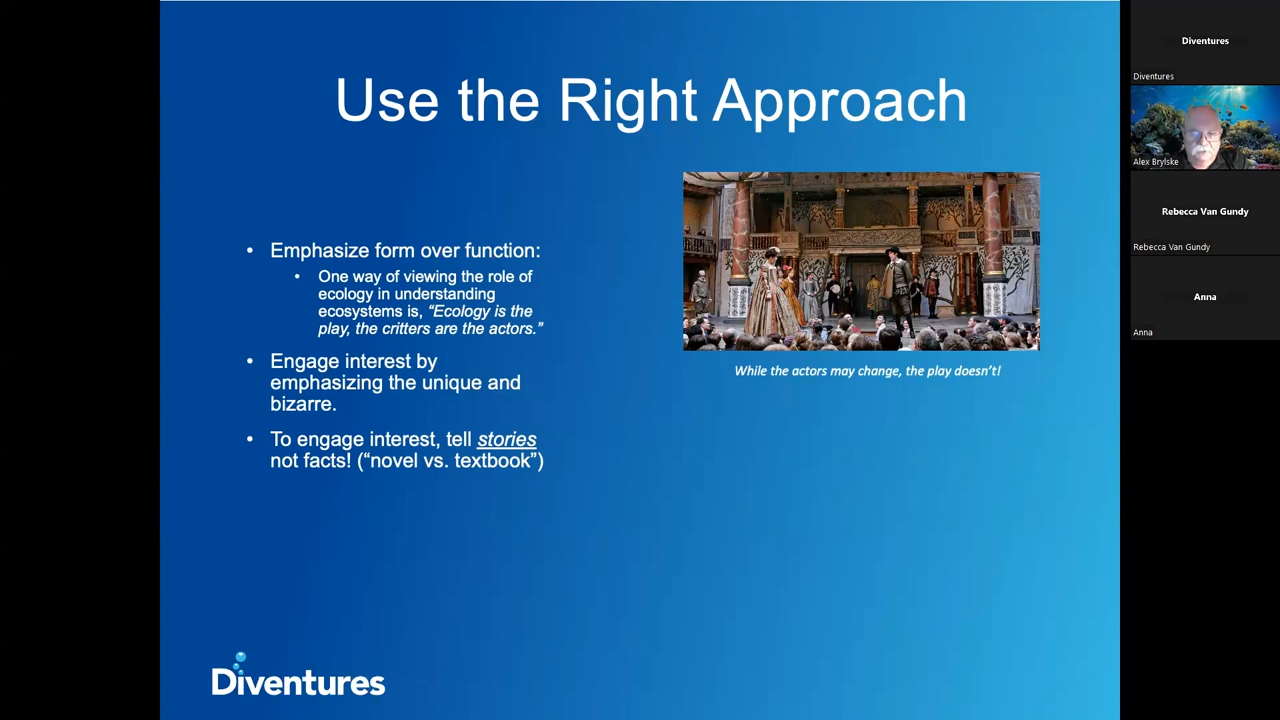 Use the Right Approach
• Emphasize form over function:
• One way of viewing the role of
ecology in understanding
ecosystems is, “Ecology is the
play, the critters are the actors.”
• Engage interest by
emphasizing the unique and
bizarre.
• To engage interest, tell stories
not facts! (“novel vs. textbook”)
While the actors may change, the play doesn’t!
Diventures
Diventures
Diventures
Alex Brylske
Rebecca Van Gundy
Rebecca Van Gundy
Anna
Anna